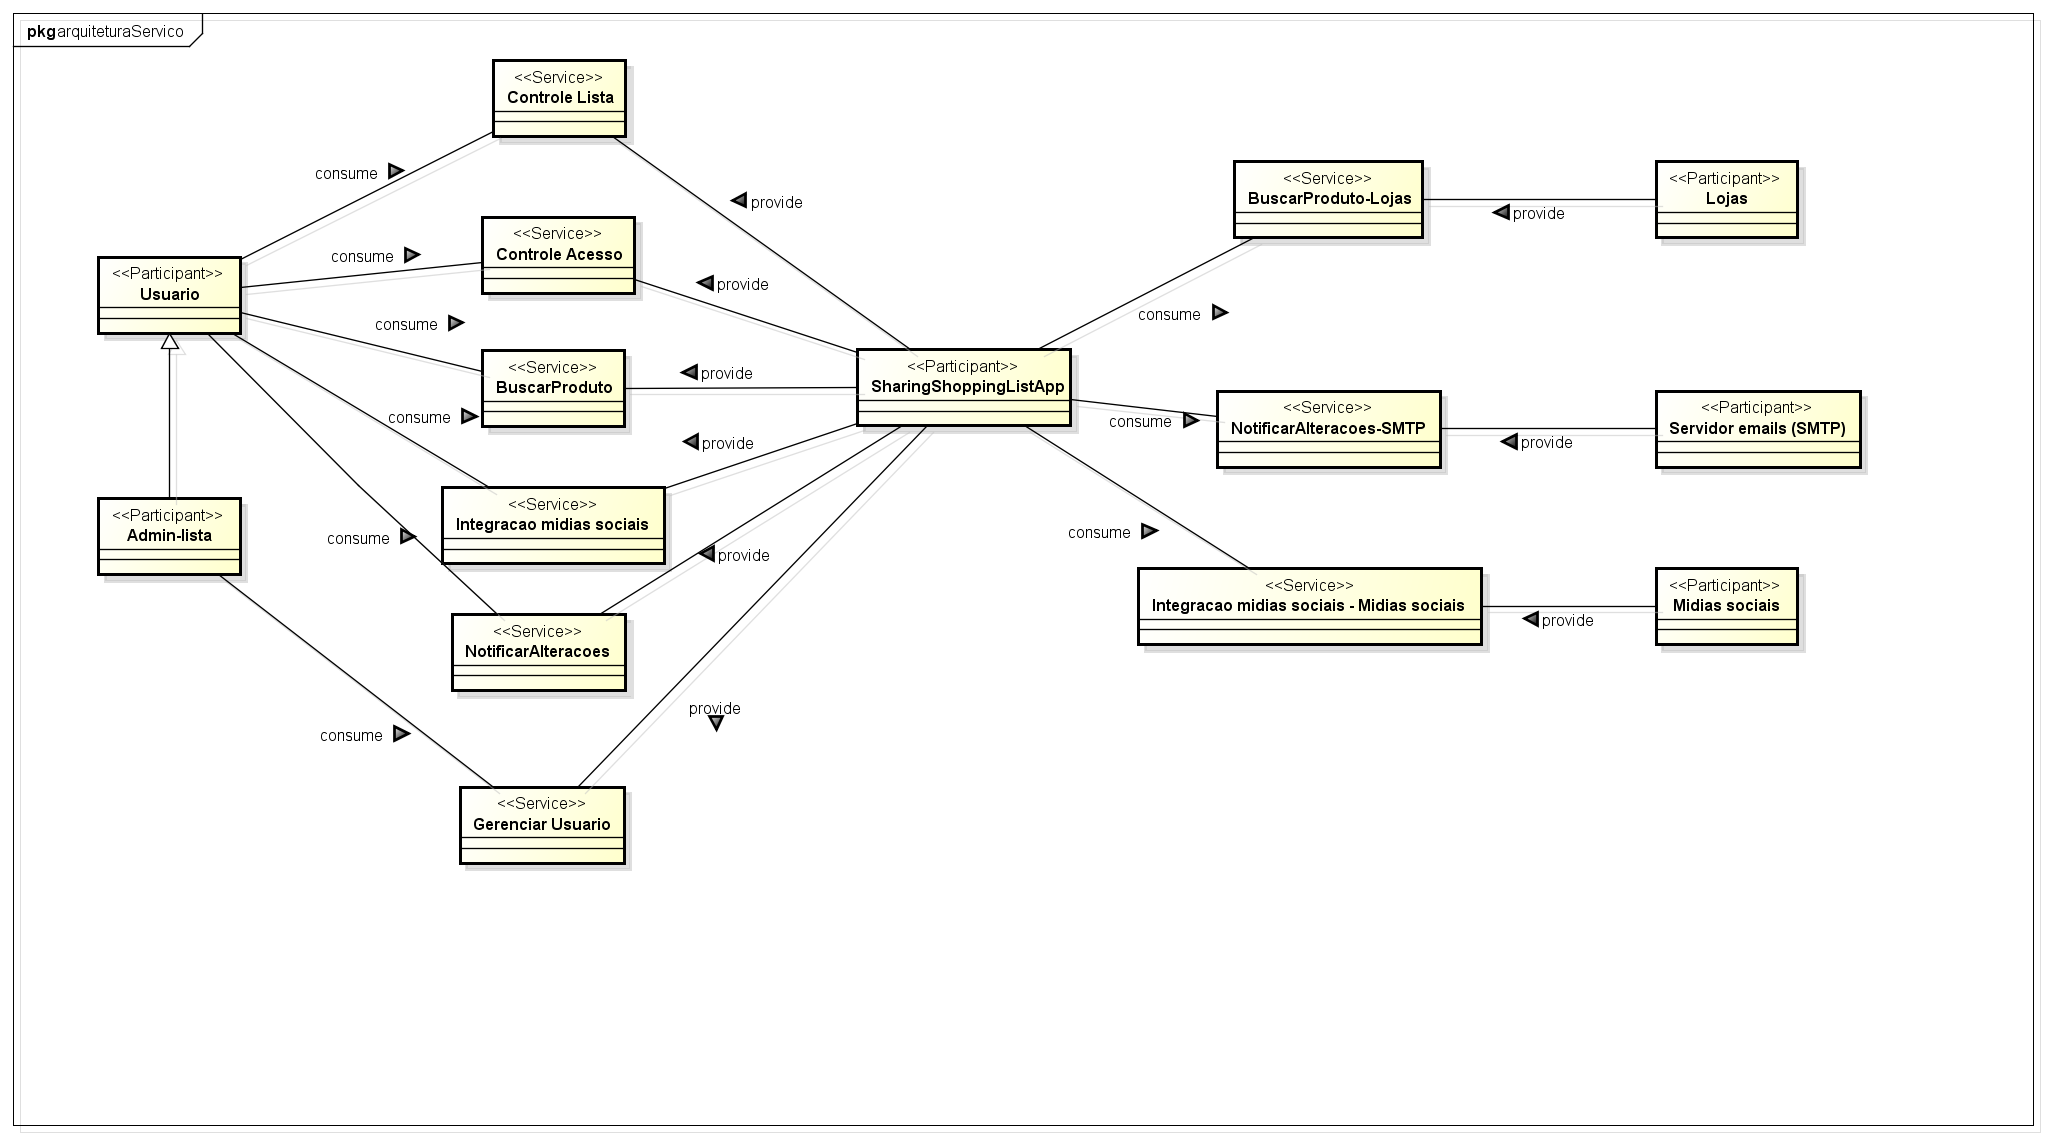 pkg arquiteturaServico
<<Service>>
Controle Lista
consume
provide
<<Service>>
BuscarProduto-Lojas
provide
<<Participant>>
Lojas
<<Service>>
Controle Acesso
consume
provide
<<Participant>>
Usuario
consume
consume
<<Service>>
BuscarProduto
provide
<<Participant>>
SharingShoppingListApp
consume
consume
<<Service>>
NotificarAlteracoes-SMTP
provide
<<Participant>>
Servidor emails (SMTP)
provide
<<Participant>>
Admin-lista
<<Service>>
Integracao midias sociais
consume
consume
provide
<<Service>>
Integracao midias sociais - Midias sociais
provide
<<Participant>>
Midias sociais
<<Service>>
NotificarAlteracoes
provide
consume
<<Service>>
Gerenciar Usuario